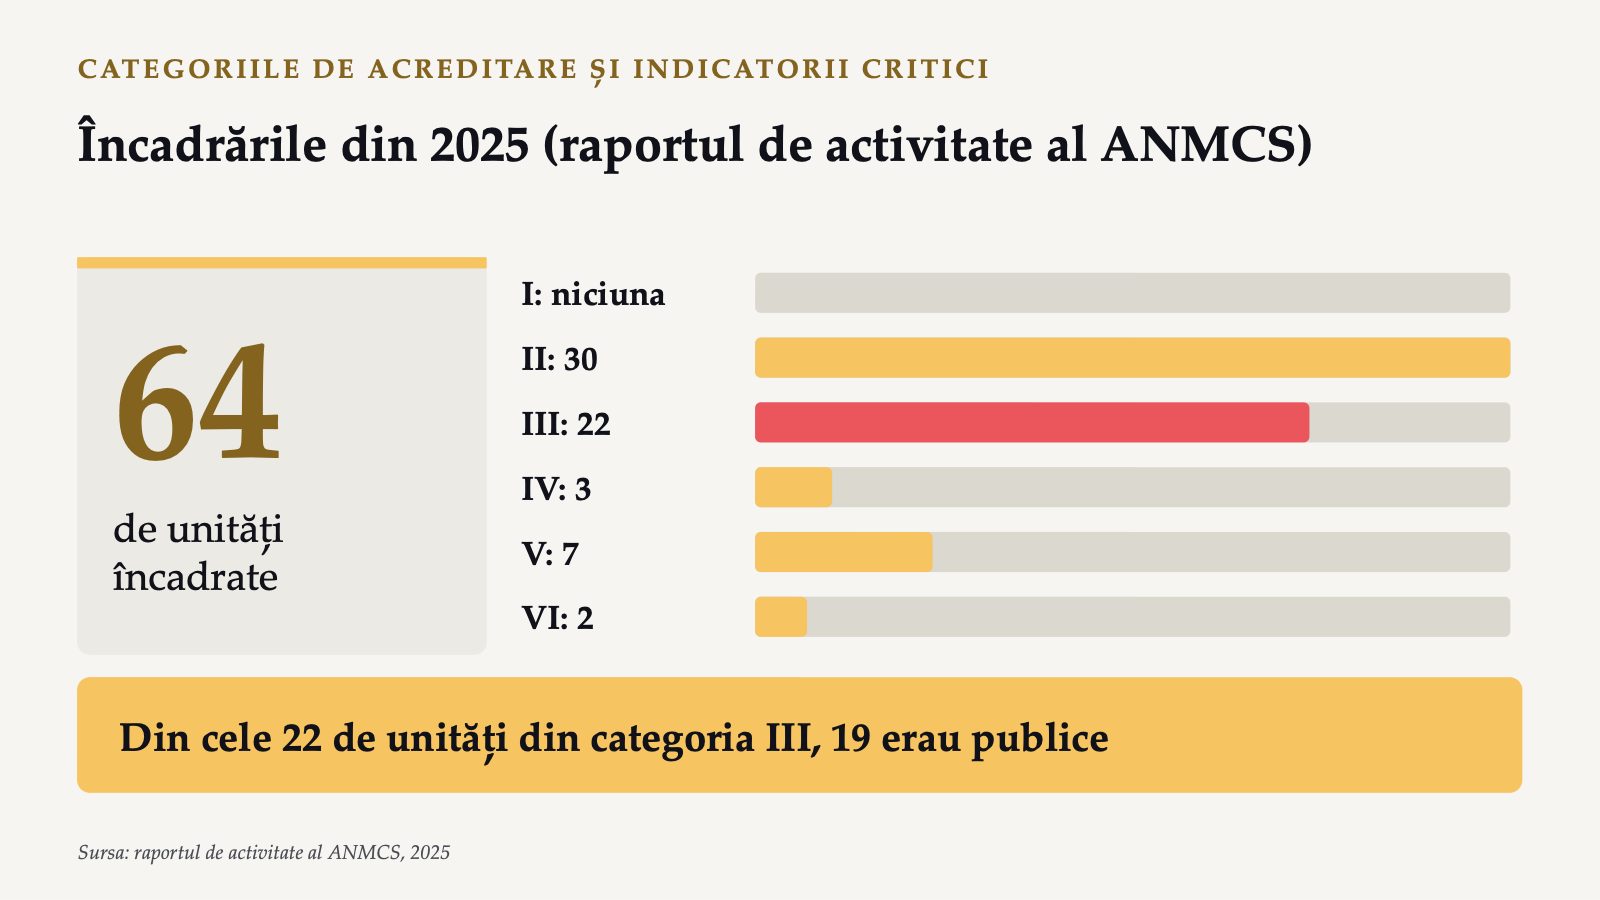 CATEGORIILE DE ACREDITARE ȘI INDICATORII CRITICI
Încadrările din 2025 (raportul de activitate al ANMCS)
64
de unități
încadrate
I: niciuna
II: 30
III: 22
IV: 3
V: 7
VI: 2
Din cele 22 de unități din categoria III, 19 erau publice
Sursa: raportul de activitate al ANMCS, 2025